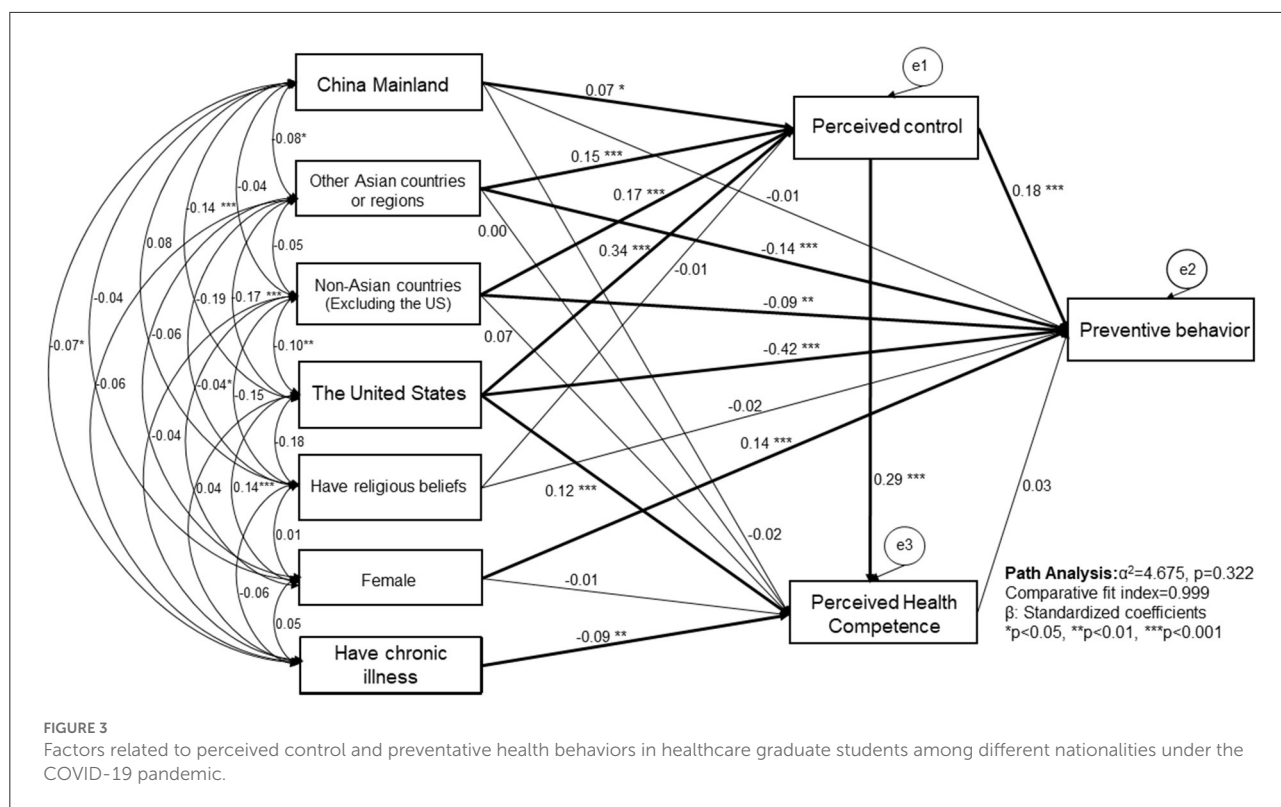 e1
China Mainland
0.07 *
Perceived control
-0.08*
0.15 ***
Other Asian countries
or regions
-0.04
0.17 ***
-0.01
0.18 ***
-0.14 ***
0.00
0.08
-0.05
0.34 ***
-0.14 ***
-0.01
e2
Non-Asian countries
(Excluding the US)
-0.04
-0.19
-0.17 ***
-0.09 **
Preventive behavior
-0.06
0.07
-0.07*
-0.10**
-0.42 ***
-0.06
The United States
-0.04*
-0.15
-0.02
-0.04
-0.18
0.14 ***
Have religious beliefs
0.12 ***
0.29 ***
0.03
0.04
0.14***
-0.02
0.01
e3
Female
-0.01
-0.06
Perceived Health
Competence
0.05
-0.09 **
Have chronic
illness
Path Analysis:α²=4.675, p=0.322
Comparative fit index=0.999
β: Standardized coefficients
*p<0.05, **p<0.01, ***p<0.001
FIGURE 3
Factors related to perceived control and preventative health behaviors in healthcare graduate students among different nationalities under the
COVID-19 pandemic.